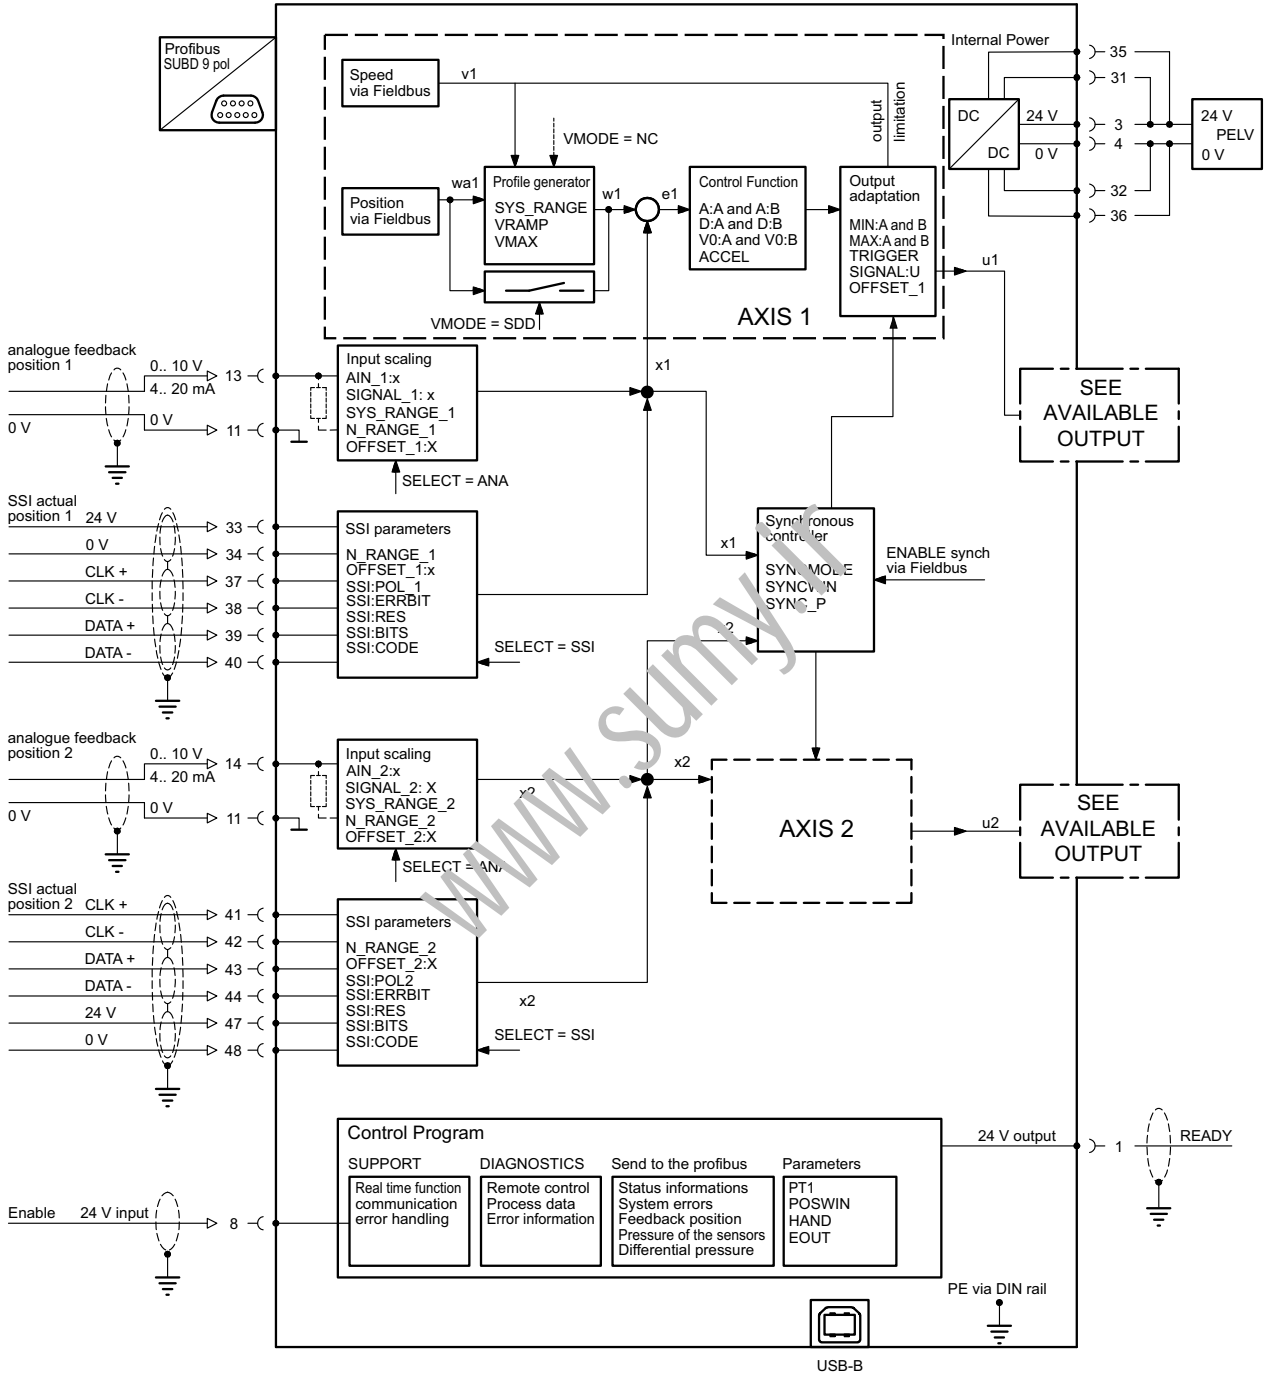 Profibus
SUBD 9 pol
Speed
via Fieldbus
v1
output
limitation
VMODE = NC
Position
via Fieldbus
wa1
Profile generator
SYS_RANGE
VRAMP
VMAX
w1
e1
Control Function
A:A and A:B
D:A and D:B
V0:A and V0:B
ACCEL
Output
adaptation
MIN:A and B
MAX:A and B
TRIGGER
SIGNAL:U
OFFSET_1
VMODE = SDD
AXIS 1
u1
Internal Power
DC
DC
24 V
0 V
35
31
3
4
32
36
24 V
PELV
0 V
SEE
AVAILABLE
OUTPUT
analogue feedback
position 1
0.. 10 V
4.. 20 mA
13
0 V
0 V
11
Input scaling
AIN_1:x
SIGNAL_1: x
SYS_RANGE_1
N_RANGE_1
OFFSET_1:X
SELECT = ANA
x1
SSI actual
position 1
24 V
33
0 V
34
CLK +
37
CLK -
38
DATA +
39
DATA -
40
SSI parameters
N_RANGE_1
OFFSET_1:x
SSI:POL_1
SSI:ERRBIT
SSI:RES
SSI:BITS
SSI:CODE
SELECT = SSI
x1
Synchronous
controller
SYNCMODE
SYNCWIN
SYNC_P
ENABLE synch
via Fieldbus
x2
www.sumy.ir
analogue feedback
position 2
0.. 10 V
4.. 20 mA
14
0 V
0 V
11
Input scaling
AIN_2:x
SIGNAL_2: X
SYS_RANGE_2
N_RANGE_2
OFFSET_2:X
SELECT = ANA
x2
x2
AXIS 2
u2
SEE
AVAILABLE
OUTPUT
SSI actual
position 2
CLK +
41
CLK -
42
DATA +
43
DATA -
44
24 V
47
0 V
48
SSI parameters
N_RANGE_2
OFFSET_2:X
SSI:POL2
SSI:ERRBIT
SSI:RES
SSI:BITS
SSI:CODE
x2
SELECT = SSI
Control Program
SUPPORT
Real time function
communication
error handling
DIAGNOSTICS
Remote control
Process data
Error information
Send to the profibus
Status informations
System errors
Feedback position
Pressure of the sensors
Differential pressure
Parameters
PT1
POSWIN
HAND
EOUT
24 V output
1
READY
Enable
24 V input
8
PE via DIN rail
USB-B